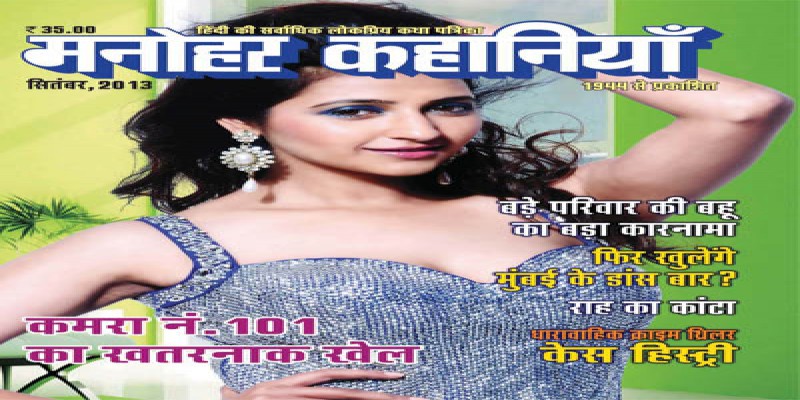 ₹ 35.00
हिंदी की सर्वाधिक लोकप्रिय कथा पत्रिका
मनोहर कहानियाँ
सितंबर, 2013
1944 से प्रकाशित
बड़े परिवार की बहू
का बड़ा कारनामा
फिर खुलेंगे
मुंबई के डांस बार ?
राह का कांटा
धारावाहिक क्राइम थ्रिलर
केस हिस्ट्री
कमरा नं.101
का खतरनाक खेल